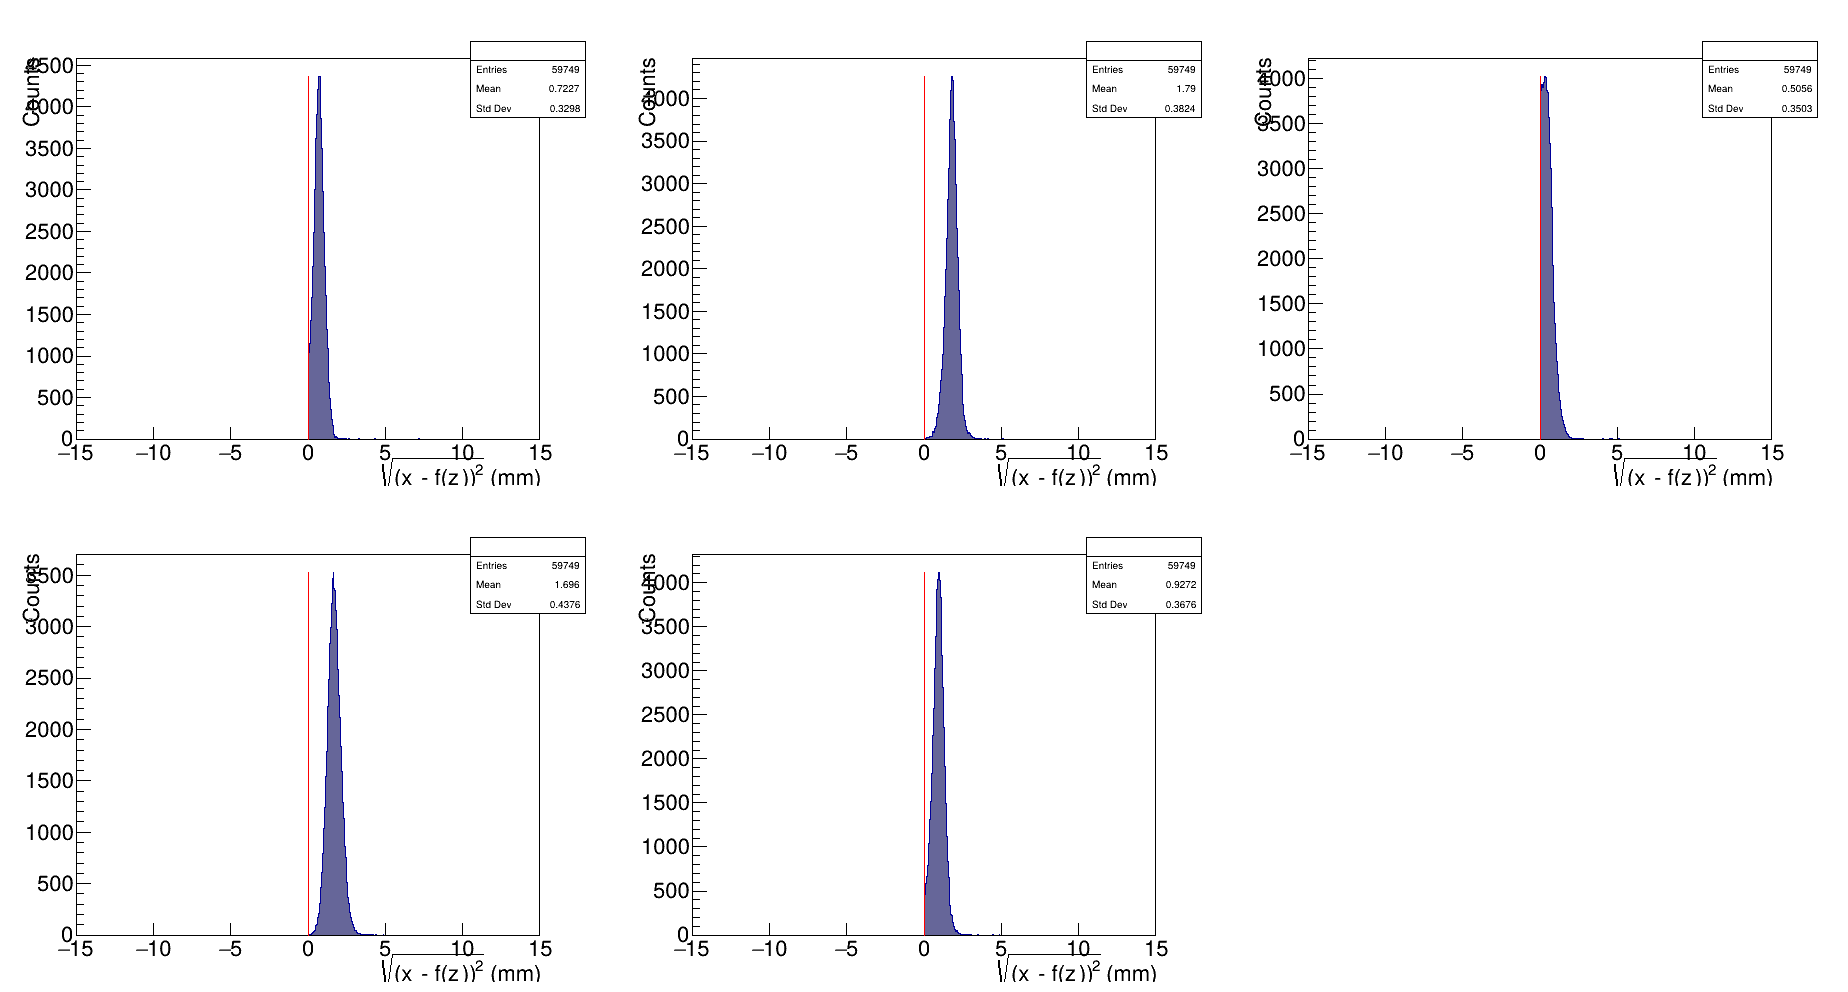 Counts
4500
4000
3500
3000
2500
2000
1500
1000
500
0
−15 −10 −5 0 5 10 15
√(x - f(z))² (mm)
Entries 59749
Mean 0.7227
Std Dev 0.3298
Counts
4000
3500
3000
2500
2000
1500
1000
500
0
−15 −10 −5 0 5 10 15
√(x - f(z))² (mm)
Entries 59749
Mean 1.79
Std Dev 0.3824
Counts
4000
3500
3000
2500
2000
1500
1000
500
0
−15 −10 −5 0 5 10 15
√(x - f(z))² (mm)
Entries 59749
Mean 0.5056
Std Dev 0.3503
Counts
3500
3000
2500
2000
1500
1000
500
0
−15 −10 −5 0 5 10 15
√(x - f(z))² (mm)
Entries 59749
Mean 1.696
Std Dev 0.4376
Counts
4000
3500
3000
2500
2000
1500
1000
500
0
−15 −10 −5 0 5 10 15
√(x - f(z))² (mm)
Entries 59749
Mean 0.9272
Std Dev 0.3676